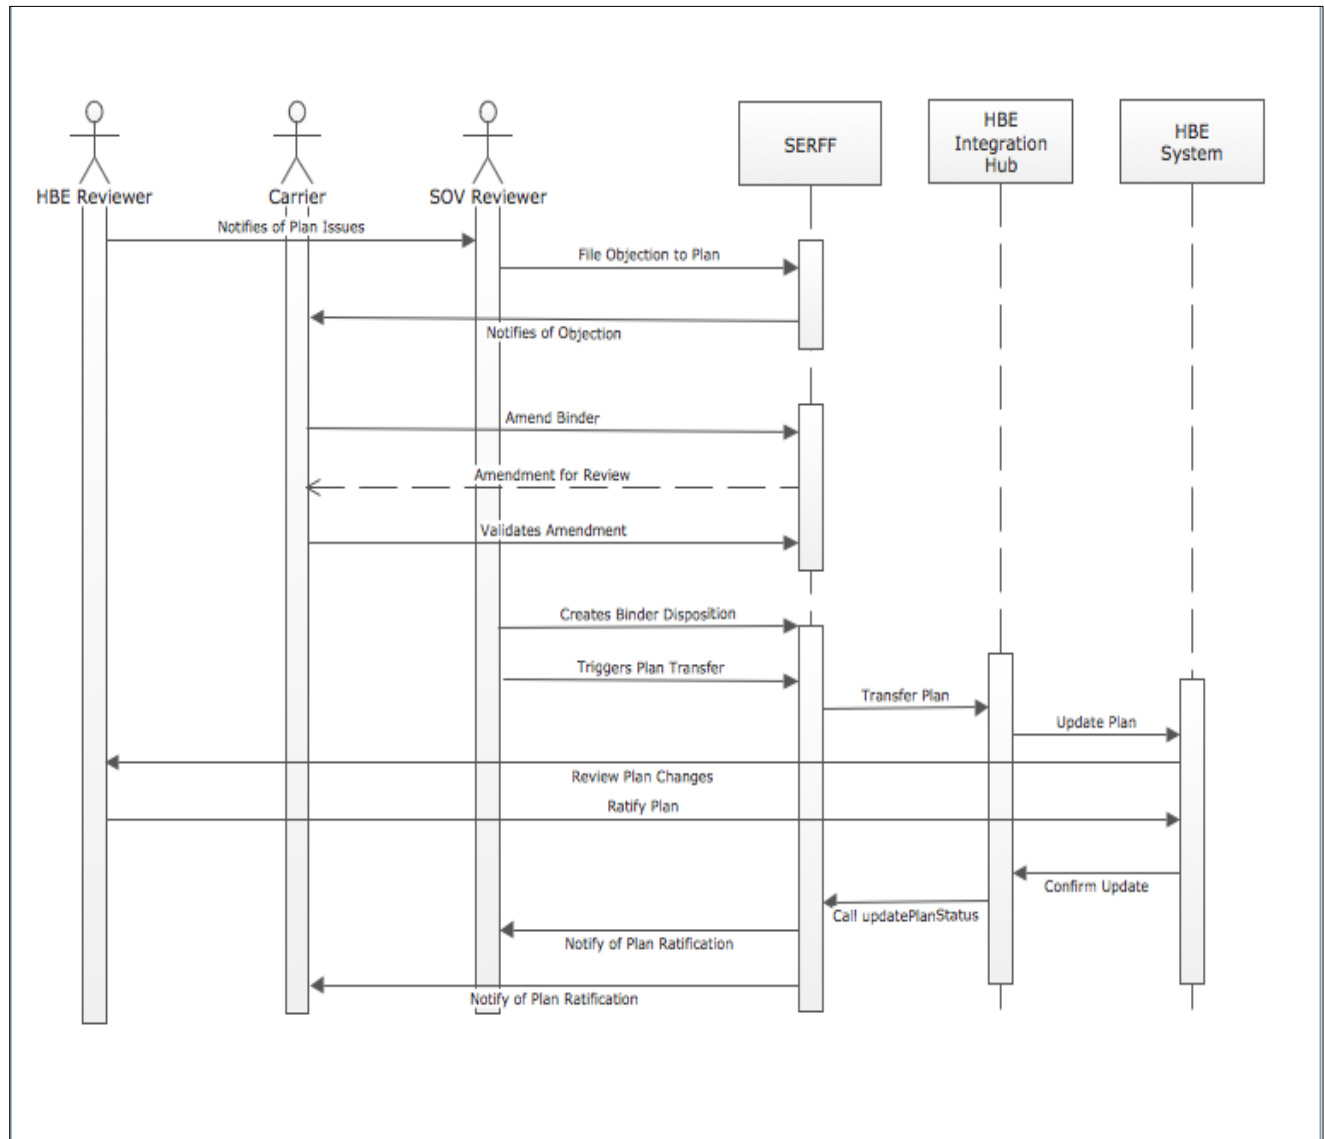 SERFF
HBE
Integration
Hub
HBE
System
HBE Reviewer
Carrier
SOV Reviewer
Notifies of Plan Issues
File Objection to Plan
Notifies of Objection
Amend Binder
Amendment for Review
Validates Amendment
Creates Binder Disposition
Triggers Plan Transfer
Transfer Plan
Update Plan
Review Plan Changes
Ratify Plan
Confirm Update
Call updatePlanStatus
Notify of Plan Ratification
Notify of Plan Ratification